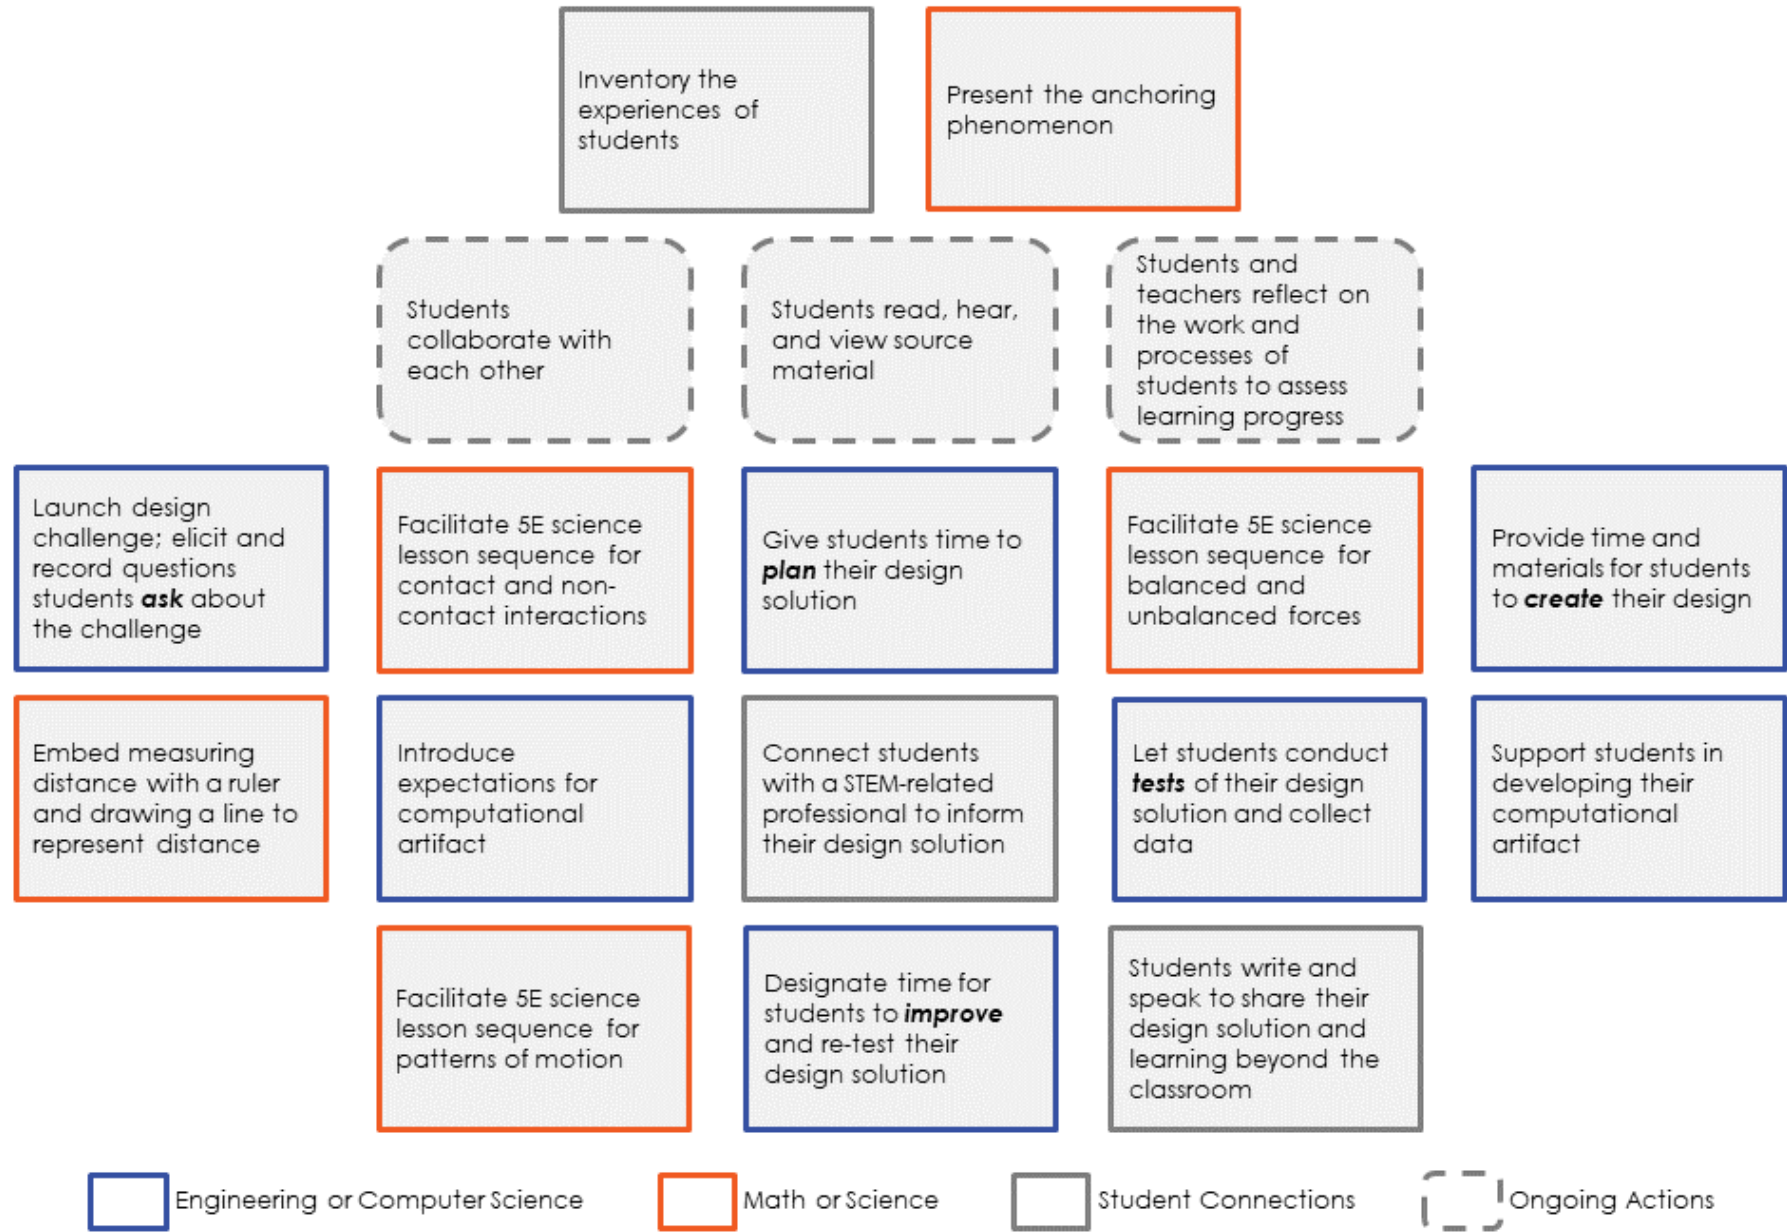 Inventory the
experiences of
students
Present the anchoring
phenomenon
Students
collaborate with
each other
Students read, hear,
and view source
material
Students and
teachers reflect on
the work and
processes of
students to assess
learning progress
Launch design
challenge; elicit and
record questions
students ask about
the challenge
Facilitate 5E science
lesson sequence for
contact and non-
contact interactions
Give students time to
plan their design
solution
Facilitate 5E science
lesson sequence for
balanced and
unbalanced forces
Provide time and
materials for students
to create their design
Embed measuring
distance with a ruler
and drawing a line to
represent distance
Introduce
expectations for
computational
artifact
Connect students
with a STEM-related
professional to inform
their design solution
Let students conduct
tests of their design
solution and collect
data
Support students in
developing their
computational
artifact
Facilitate 5E science
lesson sequence for
patterns of motion
Designate time for
students to improve
and re-test their
design solution
Students write and
speak to share their
design solution and
learning beyond the
classroom
Engineering or Computer Science
Math or Science
Student Connections
Ongoing Actions